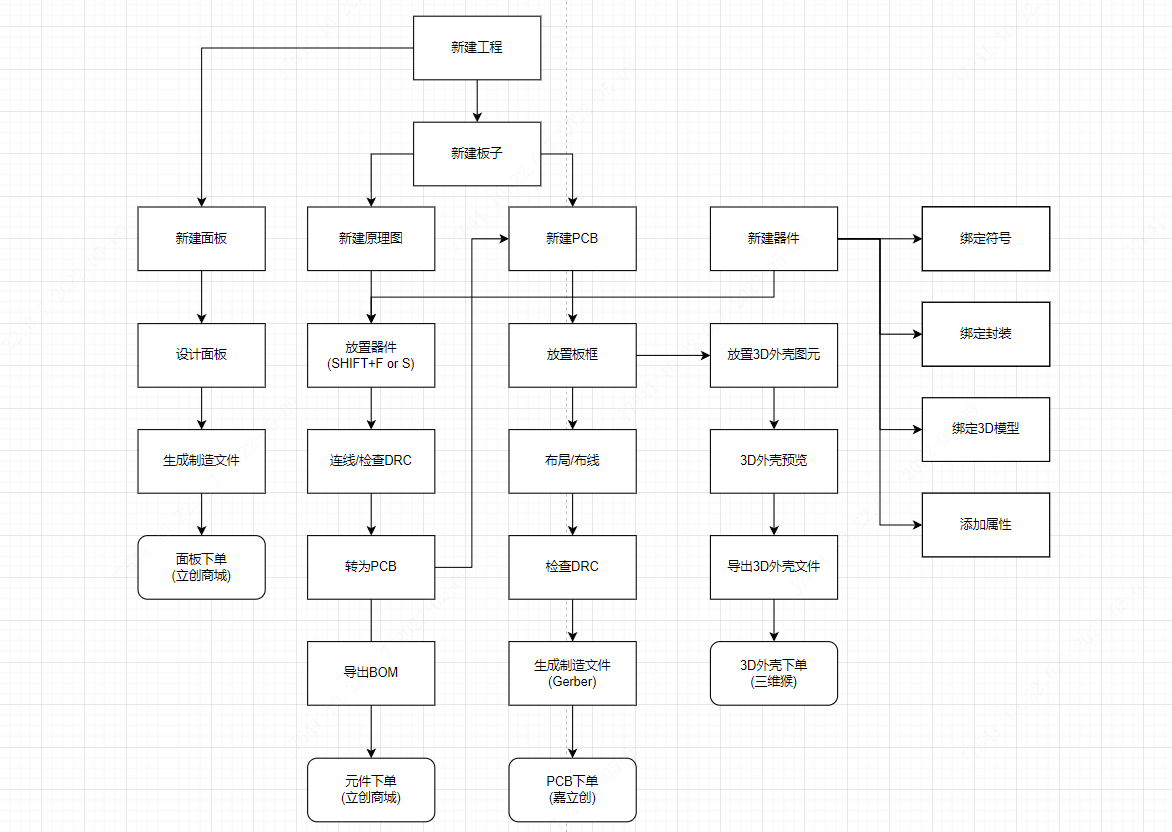 新建工程
新建板子
新建面板
新建原理图
新建PCB
新建器件
绑定符号
设计面板
放置器件
(SHIFT+F or S)
放置板框
放置3D外壳图元
绑定封装
生成制造文件
连线/检查DRC
布局/布线
3D外壳预览
绑定3D模型
面板下单
(立创商城)
转为PCB
检查DRC
导出3D外壳文件
添加属性
导出BOM
生成制造文件
(Gerber)
3D外壳下单
(三维猴)
元件下单
(立创商城)
PCB下单
(嘉立创)